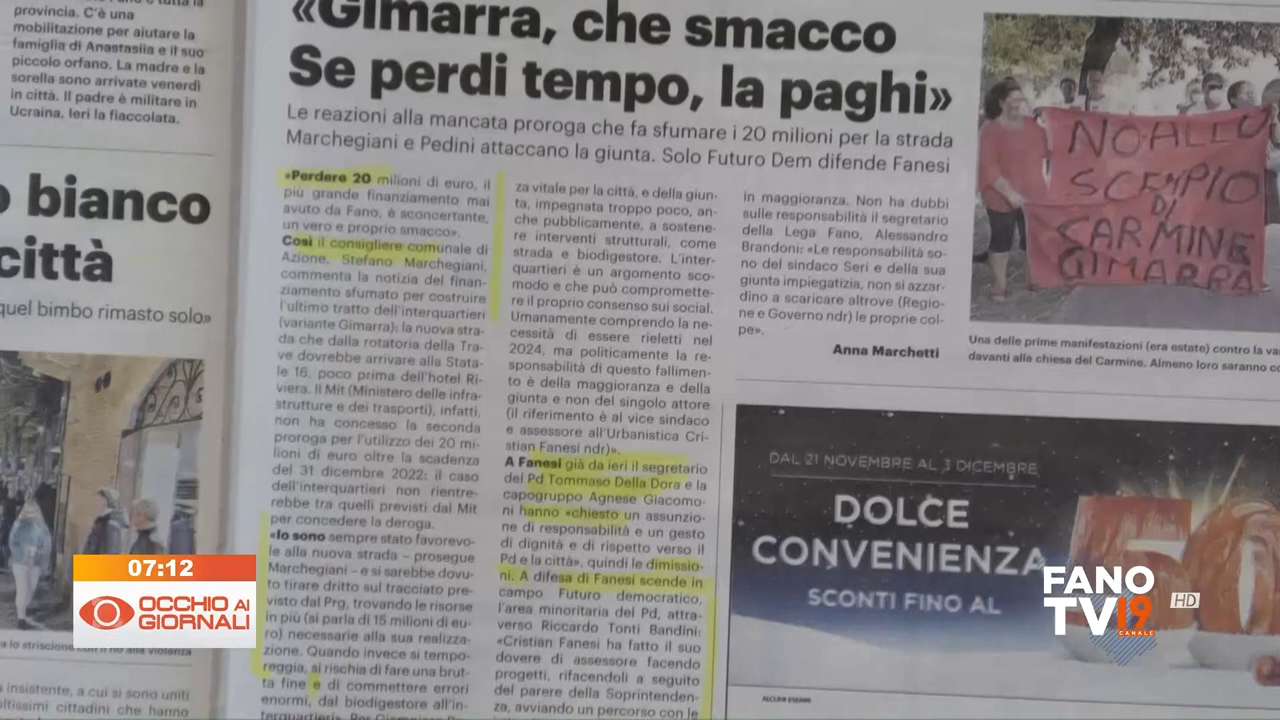 provincia. C'è una
mobilitazione per aiutare la
famiglia di Anastasiia e il suo
piccolo orfano. La madre e la
sorella sono arrivate venerdì
in città. Il padre è militare in
Ucraina. Ieri la fiaccolata.
bianco
città
quel bimbo rimasto solo»
lo striscione con il no alla violenza
insistente, a cui si sono uniti
cittadini che hanno
«Gimarra, che smacco
Se perdi tempo, la paghi»
Le reazioni alla mancata proroga che fa sfumare i 20 milioni per la strada
Marchegiani e Pedini attaccano la giunta. Solo Futuro Dem difende Fanesi
«Perdere 20 milioni di euro, il
più grande finanziamento mai
avuto da Fano, è sconcertante,
un vero e proprio smacco».
Così il consigliere comunale di
Azione, Stefano Marchegiani,
commenta la notizia del finan-
ziamento sfumato per costruire
l'ultimo tratto dell'interquartieri
(variante Gimarra): la nuova stra-
da che dalla rotatoria della Tra-
ve dovrebbe arrivare alla Stata-
le 16, poco prima dell'hotel Ri-
viera. Il Mit (Ministero delle infra-
strutture e dei trasporti), infatti,
non ha concesso la seconda
proroga per l'utilizzo dei 20 mi-
lioni di euro oltre la scadenza
del 31 dicembre 2022: il caso
dell'interquartieri non rientre-
rebbe tra quelli previsti dal Mit
per concedere la deroga.
«Io sono sempre stato favorevo-
le alla nuova strada – prosegue
Marchegiani – e si sarebbe dovu-
to tirare dritto sul tracciato pre-
visto dal Prg, trovando le risorse
in più (si parla di 15 milioni di eu-
ro) necessarie alla sua realizza-
zione. Quando invece si tempo-
reggia, si rischia di fare una brut-
ta fine e di commettere errori
enormi, dal biodigestore all'in-
terquartieri». Per
za vitale per la città, e della giun-
ta, impegnata troppo poco, an-
che pubblicamente, a sostene-
re interventi strutturali, come
strada e biodigestore. L'inter-
quartieri è un argomento sco-
modo e che può compromette-
re il proprio consenso sui social.
Umanamente comprendo la ne-
cessità di essere rieletti nel
2024, ma politicamente la re-
sponsabilità di questo fallimen-
to è della maggioranza e della
giunta e non del singolo attore
(il riferimento è al vice sindaco
e assessore all'Urbanistica Cri-
stian Fanesi ndr)».
A Fanesi già da ieri il segretario
del Pd Tommaso Della Dora e la
capogruppo Agnese Giacomo-
ni hanno «chiesto un assunzio-
ne di responsabilità e un gesto
di dignità e di rispetto verso il
Pd e la città», quindi le dimissio-
ni. A difesa di Fanesi scende in
campo Futuro democratico,
l'area minoritaria del Pd, attra-
verso Riccardo Tonti Bandini:
«Cristian Fanesi ha fatto il suo
dovere di assessore facendo
progetti, rifacendoli a seguito
del parere della Soprintenden-
za, avviando un percorso con le
in maggioranza. Non ha dubbi
sulle responsabilità il segretario
della Lega Fano, Alessandro
Brandoni: «Le responsabilità so-
no del sindaco Seri e della sua
giunta impiegatizia, non si azzar-
dino a scaricare altrove (Regio-
ne e Governo ndr) le proprie col-
pe».
Anna Marchetti
NO ALLO
SCEMPIO
DI
CARMINE
GIMARRA
Una delle prime manifestazioni (era estate) contro la va
davanti alla chiesa del Carmine. Almeno loro saranno co
DAL 21 NOVEMBRE AL 3 DICEMBRE
DOLCE
CONVENIENZA
SCONTI FINO AL
50
ALCUNI ESEMPI
07:12
OCCHIO AI
GIORNALI
FANO
TV19
CANALE
HD